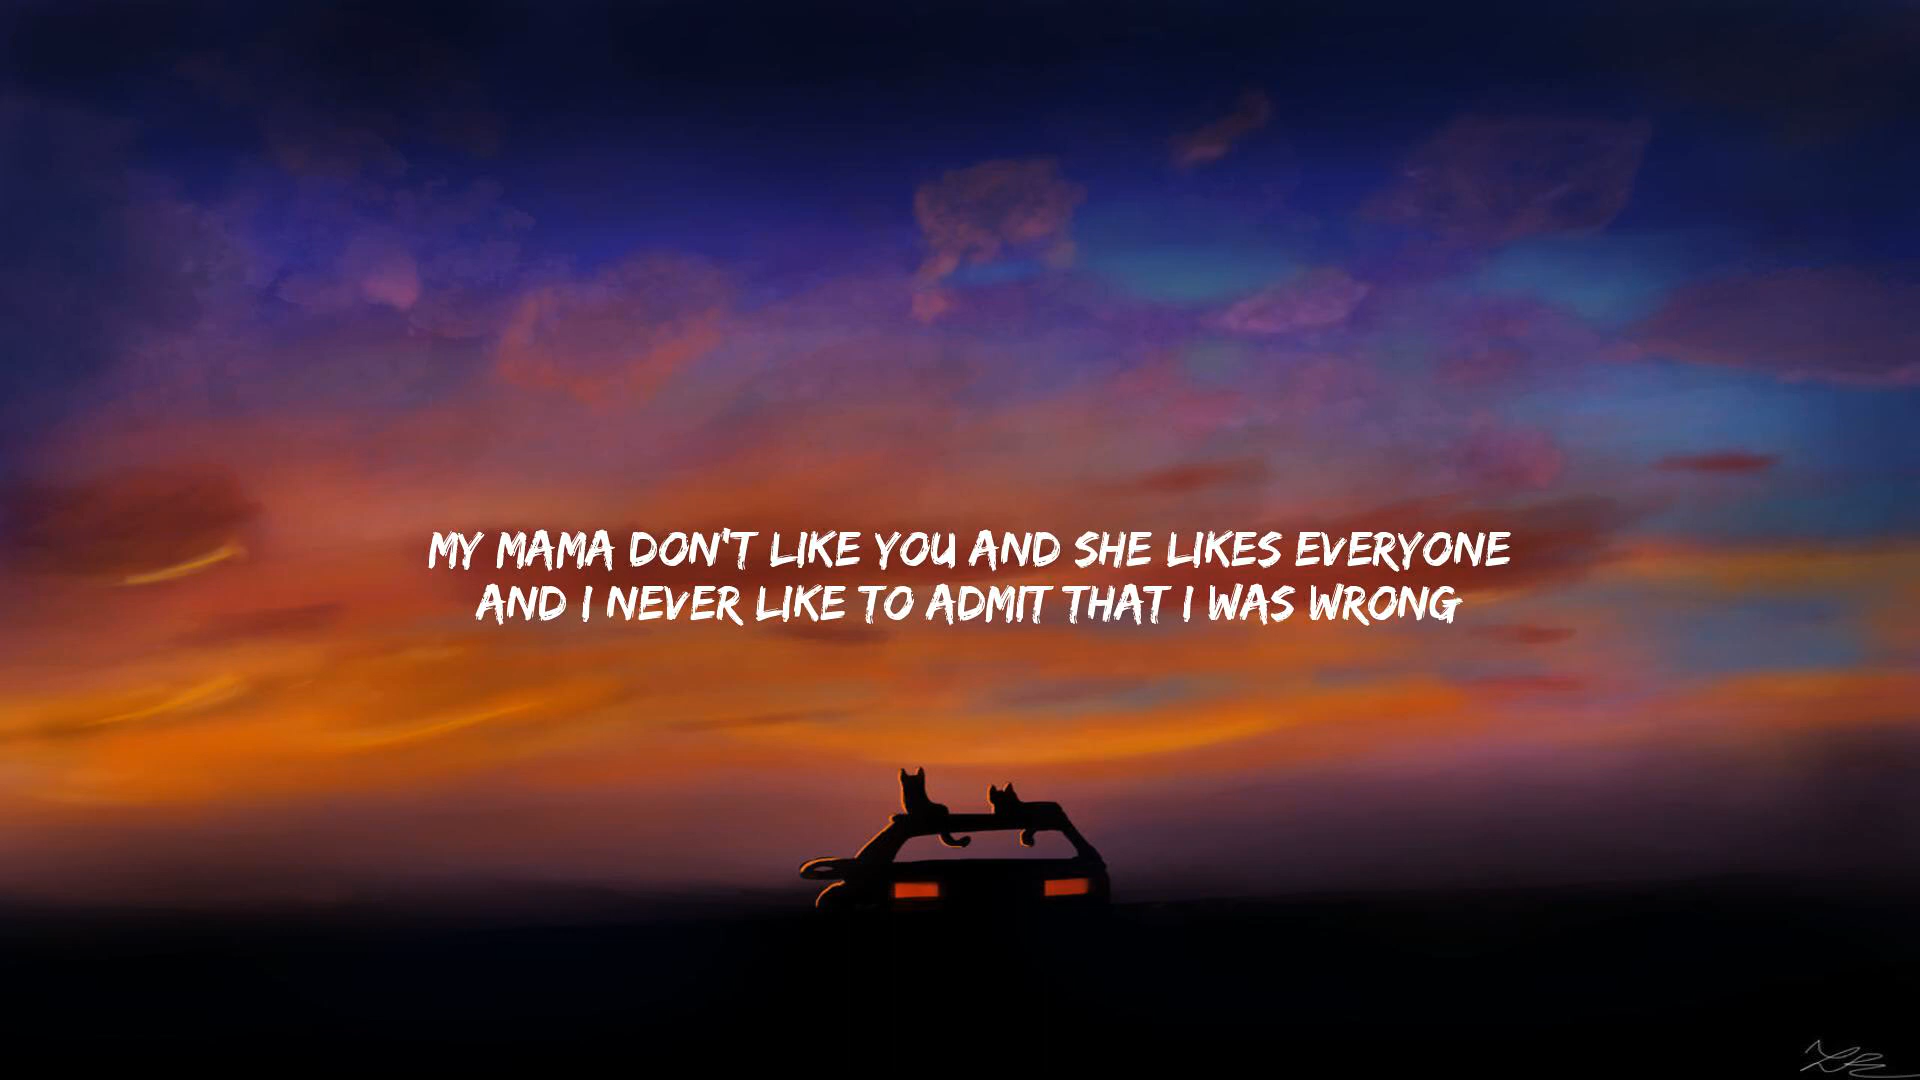 MY MAMA DON'T LIKE YOU AND SHE LIKES EVERYONE
AND I NEVER LIKE TO ADMIT THAT I WAS WRONG